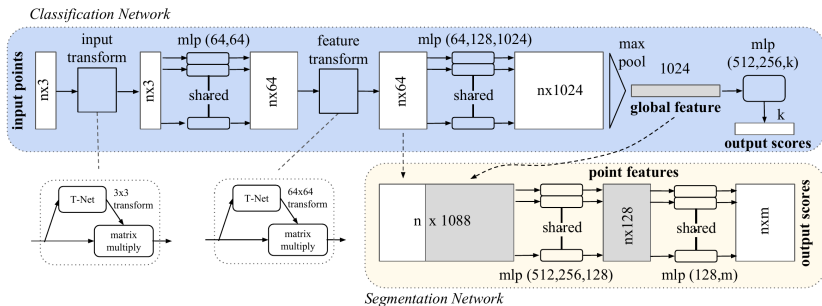 Classification Network
input points
nx3
input
transform
nx3
mlp (64,64)
shared
nx64
feature
transform
nx64
mlp (64,128,1024)
shared
nx1024
max
pool
1024
global feature
mlp
(512,256,k)
k
output scores
T-Net
3x3
transform
matrix
multiply
T-Net
64x64
transform
matrix
multiply
point features
n x 1088
shared
mlp (512,256,128)
nx128
shared
mlp (128,m)
nxm
output scores
Segmentation Network